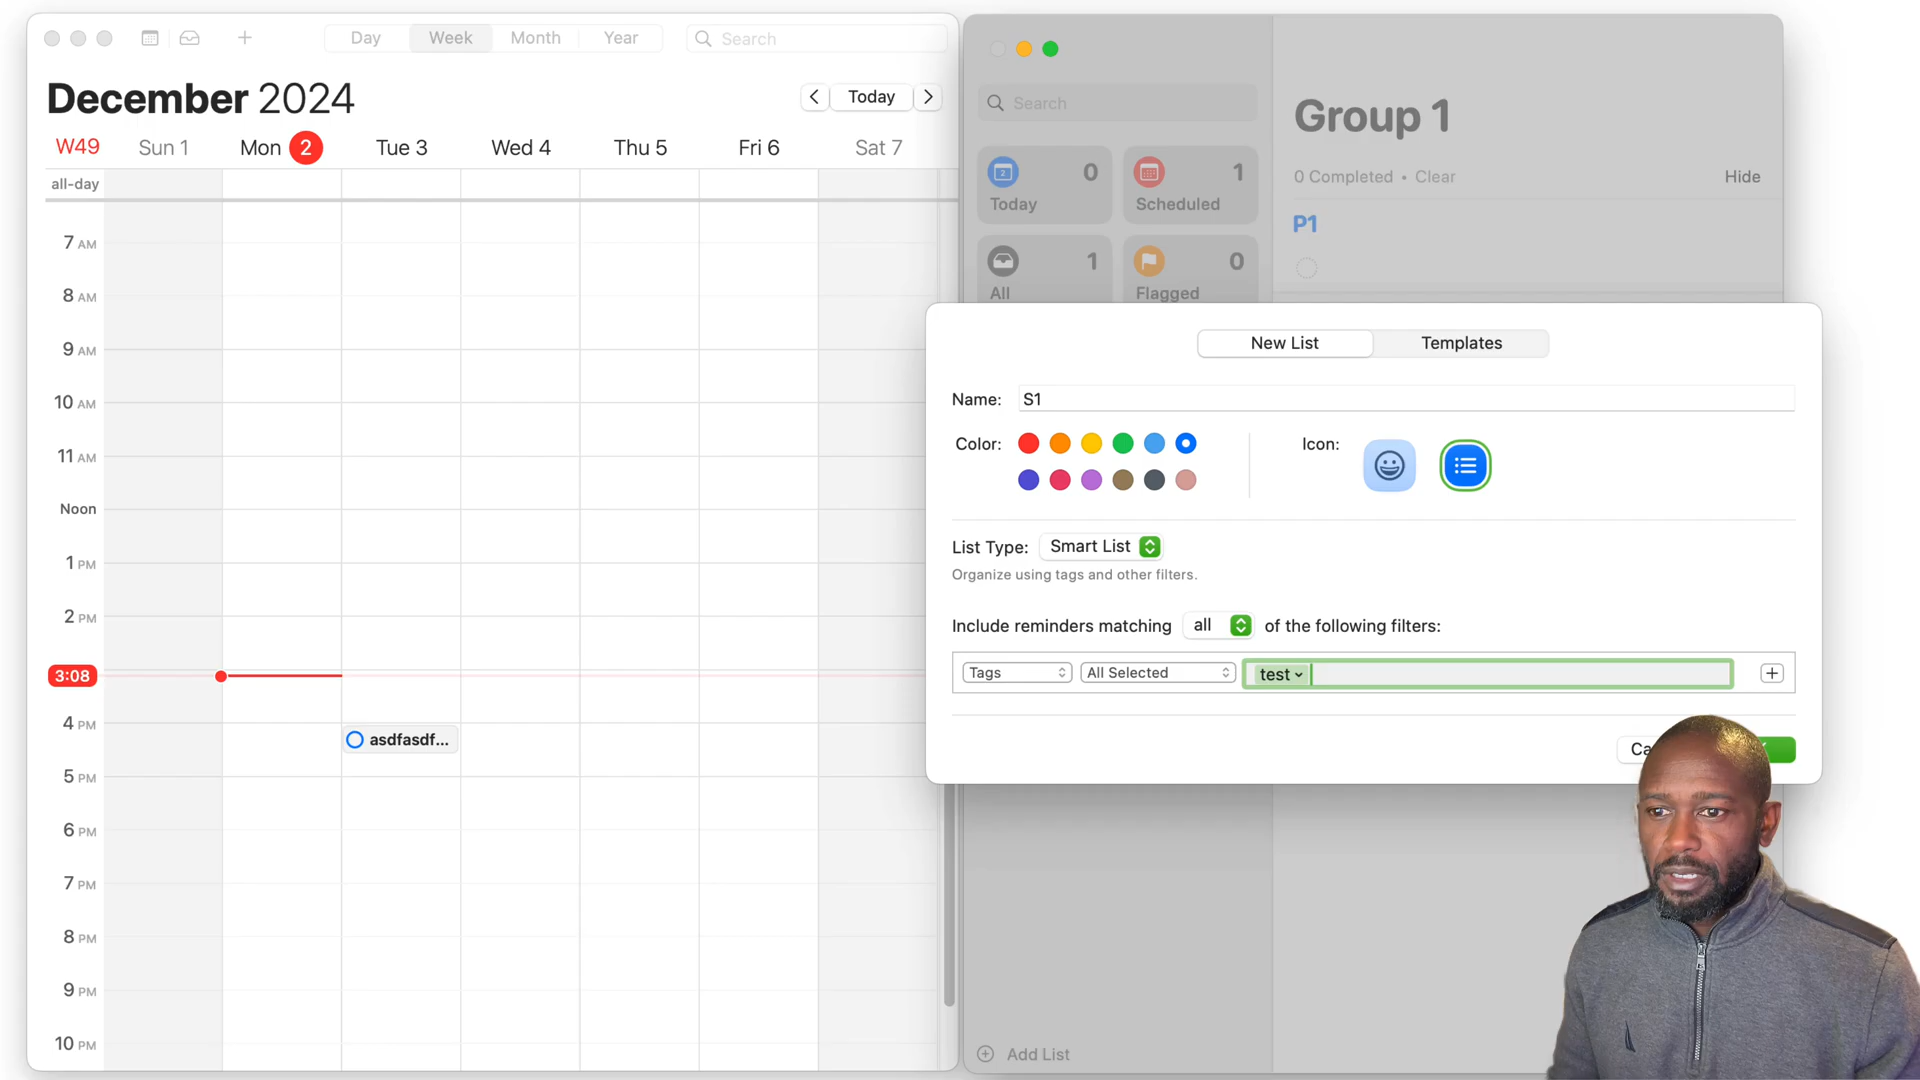 Day Week Month Year Search
December 2024
Today
W49 Sun 1 Mon 2 Tue 3 Wed 4 Thu 5 Fri 6 Sat 7
all-day
7 AM
8 AM
9 AM
10 AM
11 AM
Noon
1 PM
2 PM
3:08
4 PM
asdfasdf...
5 PM
6 PM
7 PM
8 PM
9 PM
10 PM
Search
2 0
Today
1
Scheduled
1
All
0
Flagged
Group 1
0 Completed • Clear Hide
P1
New List Templates
Name: S1
Color: Icon:
List Type: Smart List
Organize using tags and other filters.
Include reminders matching all of the following filters:
Tags All Selected test
Add List